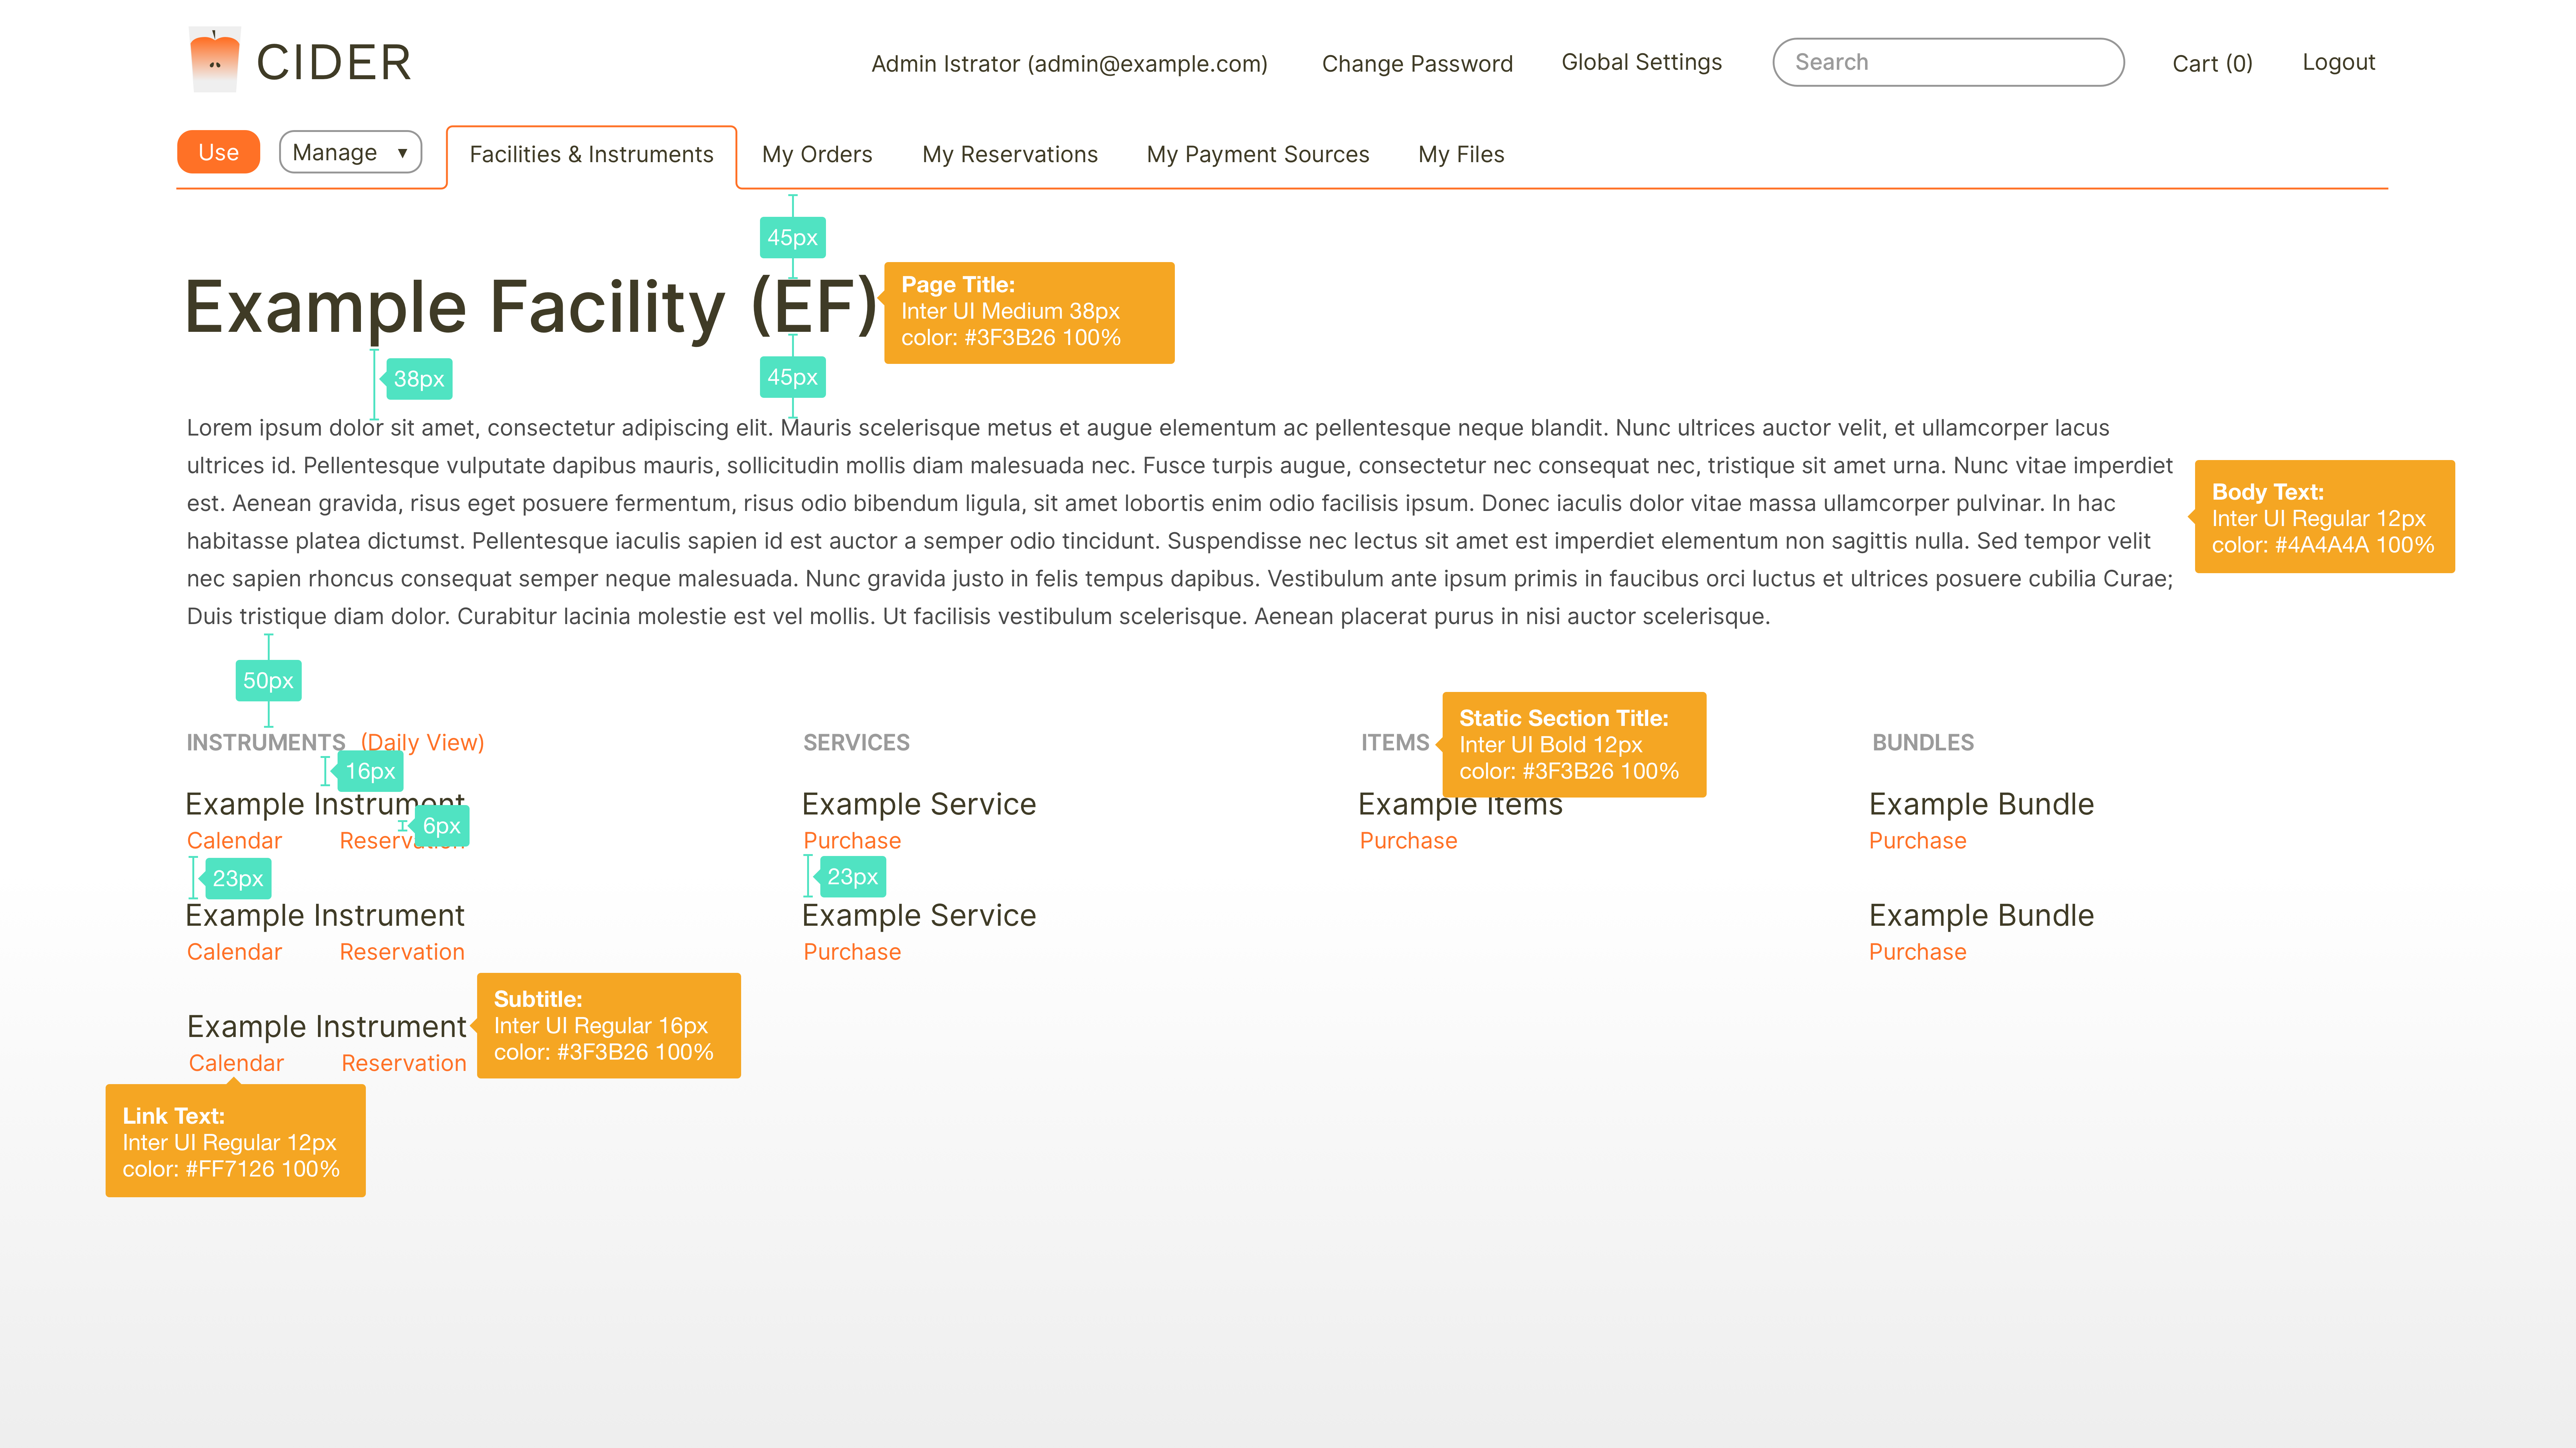 CIDER
Admin Istrator (admin@example.com)
Change Password
Global Settings
Search
Cart (0)
Logout
Use
Manage ▼
Facilities & Instruments
My Orders
My Reservations
My Payment Sources
My Files
45px
Example Facility (EF)
Page Title:
Inter UI Medium 38px
color: #3F3B26 100%
38px
45px
Lorem ipsum dolor sit amet, consectetur adipiscing elit. Mauris scelerisque metus et augue elementum ac pellentesque neque blandit. Nunc ultrices auctor velit, et ullamcorper lacus
ultrices id. Pellentesque vulputate dapibus mauris, sollicitudin mollis diam malesuada nec. Fusce turpis augue, consectetur nec consequat nec, tristique sit amet urna. Nunc vitae imperdiet
est. Aenean gravida, risus eget posuere fermentum, risus odio bibendum ligula, sit amet lobortis enim odio facilisis ipsum. Donec iaculis dolor vitae massa ullamcorper pulvinar. In hac
habitasse platea dictumst. Pellentesque iaculis sapien id est auctor a semper odio tincidunt. Suspendisse nec lectus sit amet est imperdiet elementum non sagittis nulla. Sed tempor velit
nec sapien rhoncus consequat semper neque malesuada. Nunc gravida justo in felis tempus dapibus. Vestibulum ante ipsum primis in faucibus orci luctus et ultrices posuere cubilia Curae;
Duis tristique diam dolor. Curabitur lacinia molestie est vel mollis. Ut facilisis vestibulum scelerisque. Aenean placerat purus in nisi auctor scelerisque.
Body Text:
Inter UI Regular 12px
color: #4A4A4A 100%
50px
INSTRUMENTS (Daily View)
16px
Example Instrument
6px
Calendar Reservation
23px
Example Instrument
Calendar Reservation
Example Instrument
Calendar Reservation
Subtitle:
Inter UI Regular 16px
color: #3F3B26 100%
Link Text:
Inter UI Regular 12px
color: #FF7126 100%
SERVICES
Example Service
Purchase
23px
Example Service
Purchase
ITEMS
Static Section Title:
Inter UI Bold 12px
color: #3F3B26 100%
Example Items
Purchase
BUNDLES
Example Bundle
Purchase
Example Bundle
Purchase